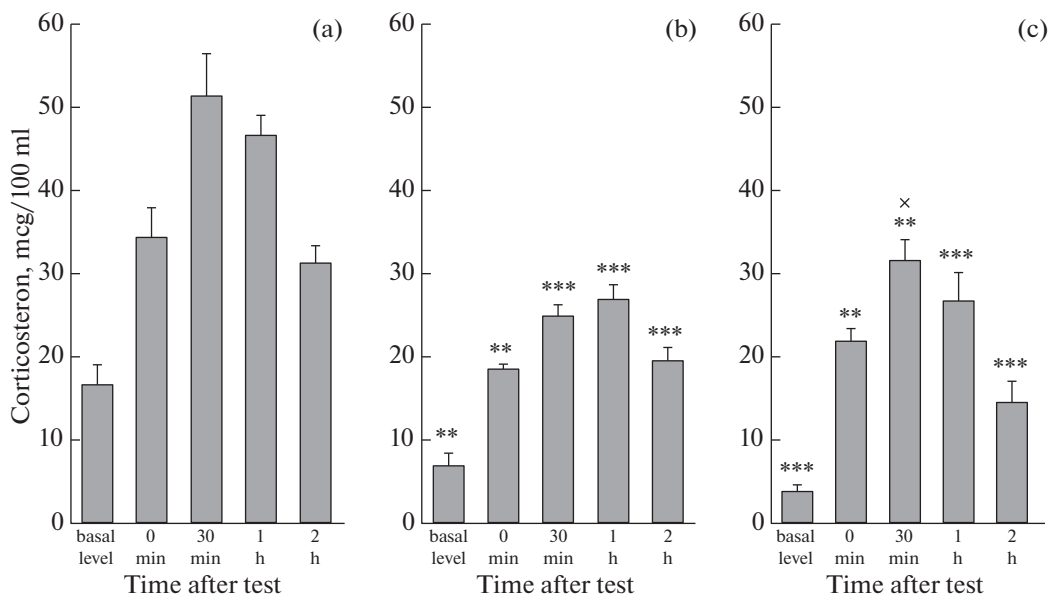 Corticosteron, mcg/100 ml
60
50
40
30
20
10
0
(a)
basal level
0 min
30 min
1 h
2 h
Time after test
60
50
40
30
20
10
0
(b)
**
**
***
***
***
basal level
0 min
30 min
1 h
2 h
Time after test
60
50
40
30
20
10
0
(c)
***
**
×
**
***
***
basal level
0 min
30 min
1 h
2 h
Time after test